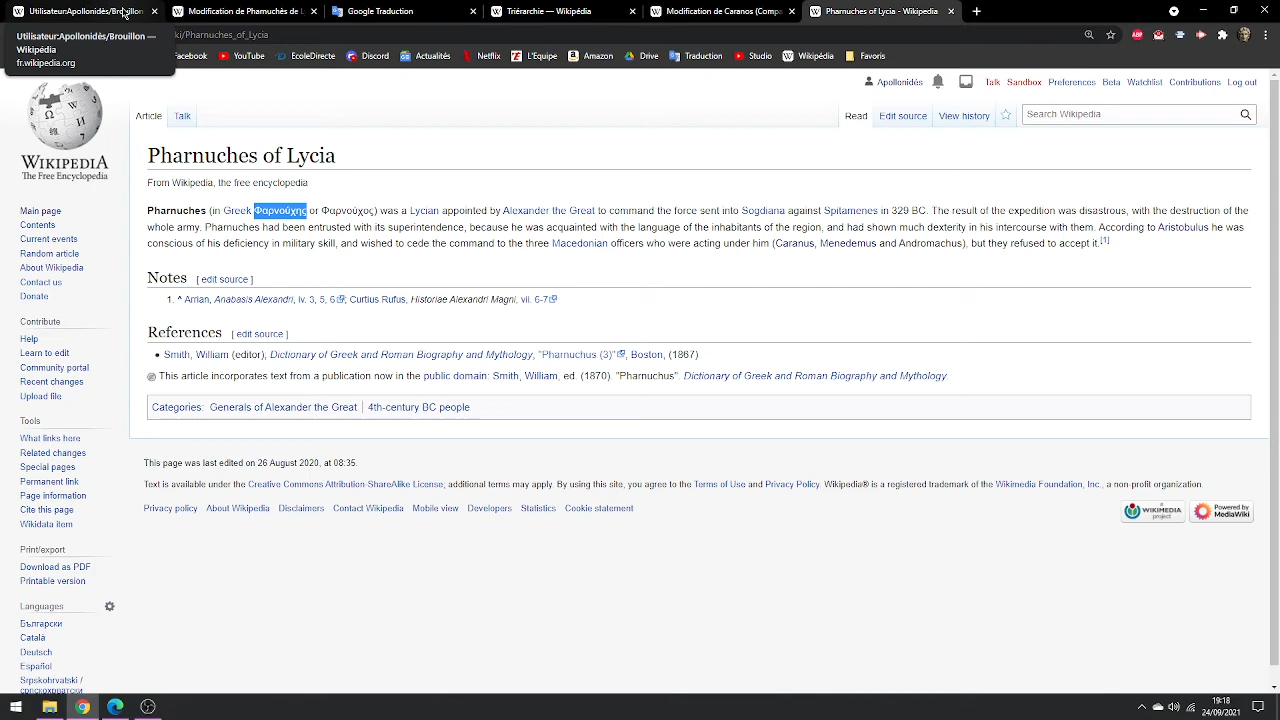 Utilisateur:Apollonidès/Brouillon
Modification de Pharnuchès de L
Google Traduction
Triérarchie — Wikipédia
Modification de Caranos (Compa
Pharnuches of Lycia - Wikipedia
Utilisateur:Apollonidès/Brouillon —
Wikipédia
fr.wikipedia.org
ki/Pharnuches_of_Lycia
Facebook
YouTube
EcoleDirecte
Discord
Actualités
Netflix
L'Equipe
Amazon
Drive
Traduction
Studio
Wikipédia
Favoris
Apollonidès
Talk
Sandbox
Preferences
Beta
Watchlist
Contributions
Log out
Article
Talk
Read
Edit source
View history
Search Wikipedia
WIKIPEDIA
The Free Encyclopedia
Pharnuches of Lycia
From Wikipedia, the free encyclopedia
Pharnuches (in Greek Φαρνούχης or Φαρνούχος) was a Lycian appointed by Alexander the Great to command the force sent into Sogdiana against Spitamenes in 329 BC. The result of the expedition was disastrous, with the destruction of the
whole army. Pharnuches had been entrusted with its superintendence, because he was acquainted with the language of the inhabitants of the region, and had shown much dexterity in his intercourse with them. According to Aristobulus he was
conscious of his deficiency in military skill, and wished to cede the command to the three Macedonian officers who were acting under him (Caranus, Menedemus and Andromachus), but they refused to accept it.[1]
Notes [ edit source ]
1. ^ Arrian, Anabasis Alexandri, iv. 3, 5, 6; Curtius Rufus, Historiae Alexandri Magni, vii. 6-7
References [ edit source ]
• Smith, William (editor); Dictionary of Greek and Roman Biography and Mythology, "Pharnuchus (3)", Boston, (1867)
This article incorporates text from a publication now in the public domain: Smith, William, ed. (1870). "Pharnuchus". Dictionary of Greek and Roman Biography and Mythology.
Categories: Generals of Alexander the Great | 4th-century BC people
This page was last edited on 26 August 2020, at 08:35.
Text is available under the Creative Commons Attribution-ShareAlike License; additional terms may apply. By using this site, you agree to the Terms of Use and Privacy Policy. Wikipedia® is a registered trademark of the Wikimedia Foundation, Inc., a non-profit organization.
Privacy policy
About Wikipedia
Disclaimers
Contact Wikipedia
Mobile view
Developers
Statistics
Cookie statement
A
WIKIMEDIA
project
Powered by
MediaWiki
Main page
Contents
Current events
Random article
About Wikipedia
Contact us
Donate
Contribute
Help
Learn to edit
Community portal
Recent changes
Upload file
Tools
What links here
Related changes
Special pages
Permanent link
Page information
Cite this page
Wikidata item
Print/export
Download as PDF
Printable version
Languages
Български
Català
Deutsch
Español
Srpskohrvatski /
српскохрватски
19:18
24/09/2021